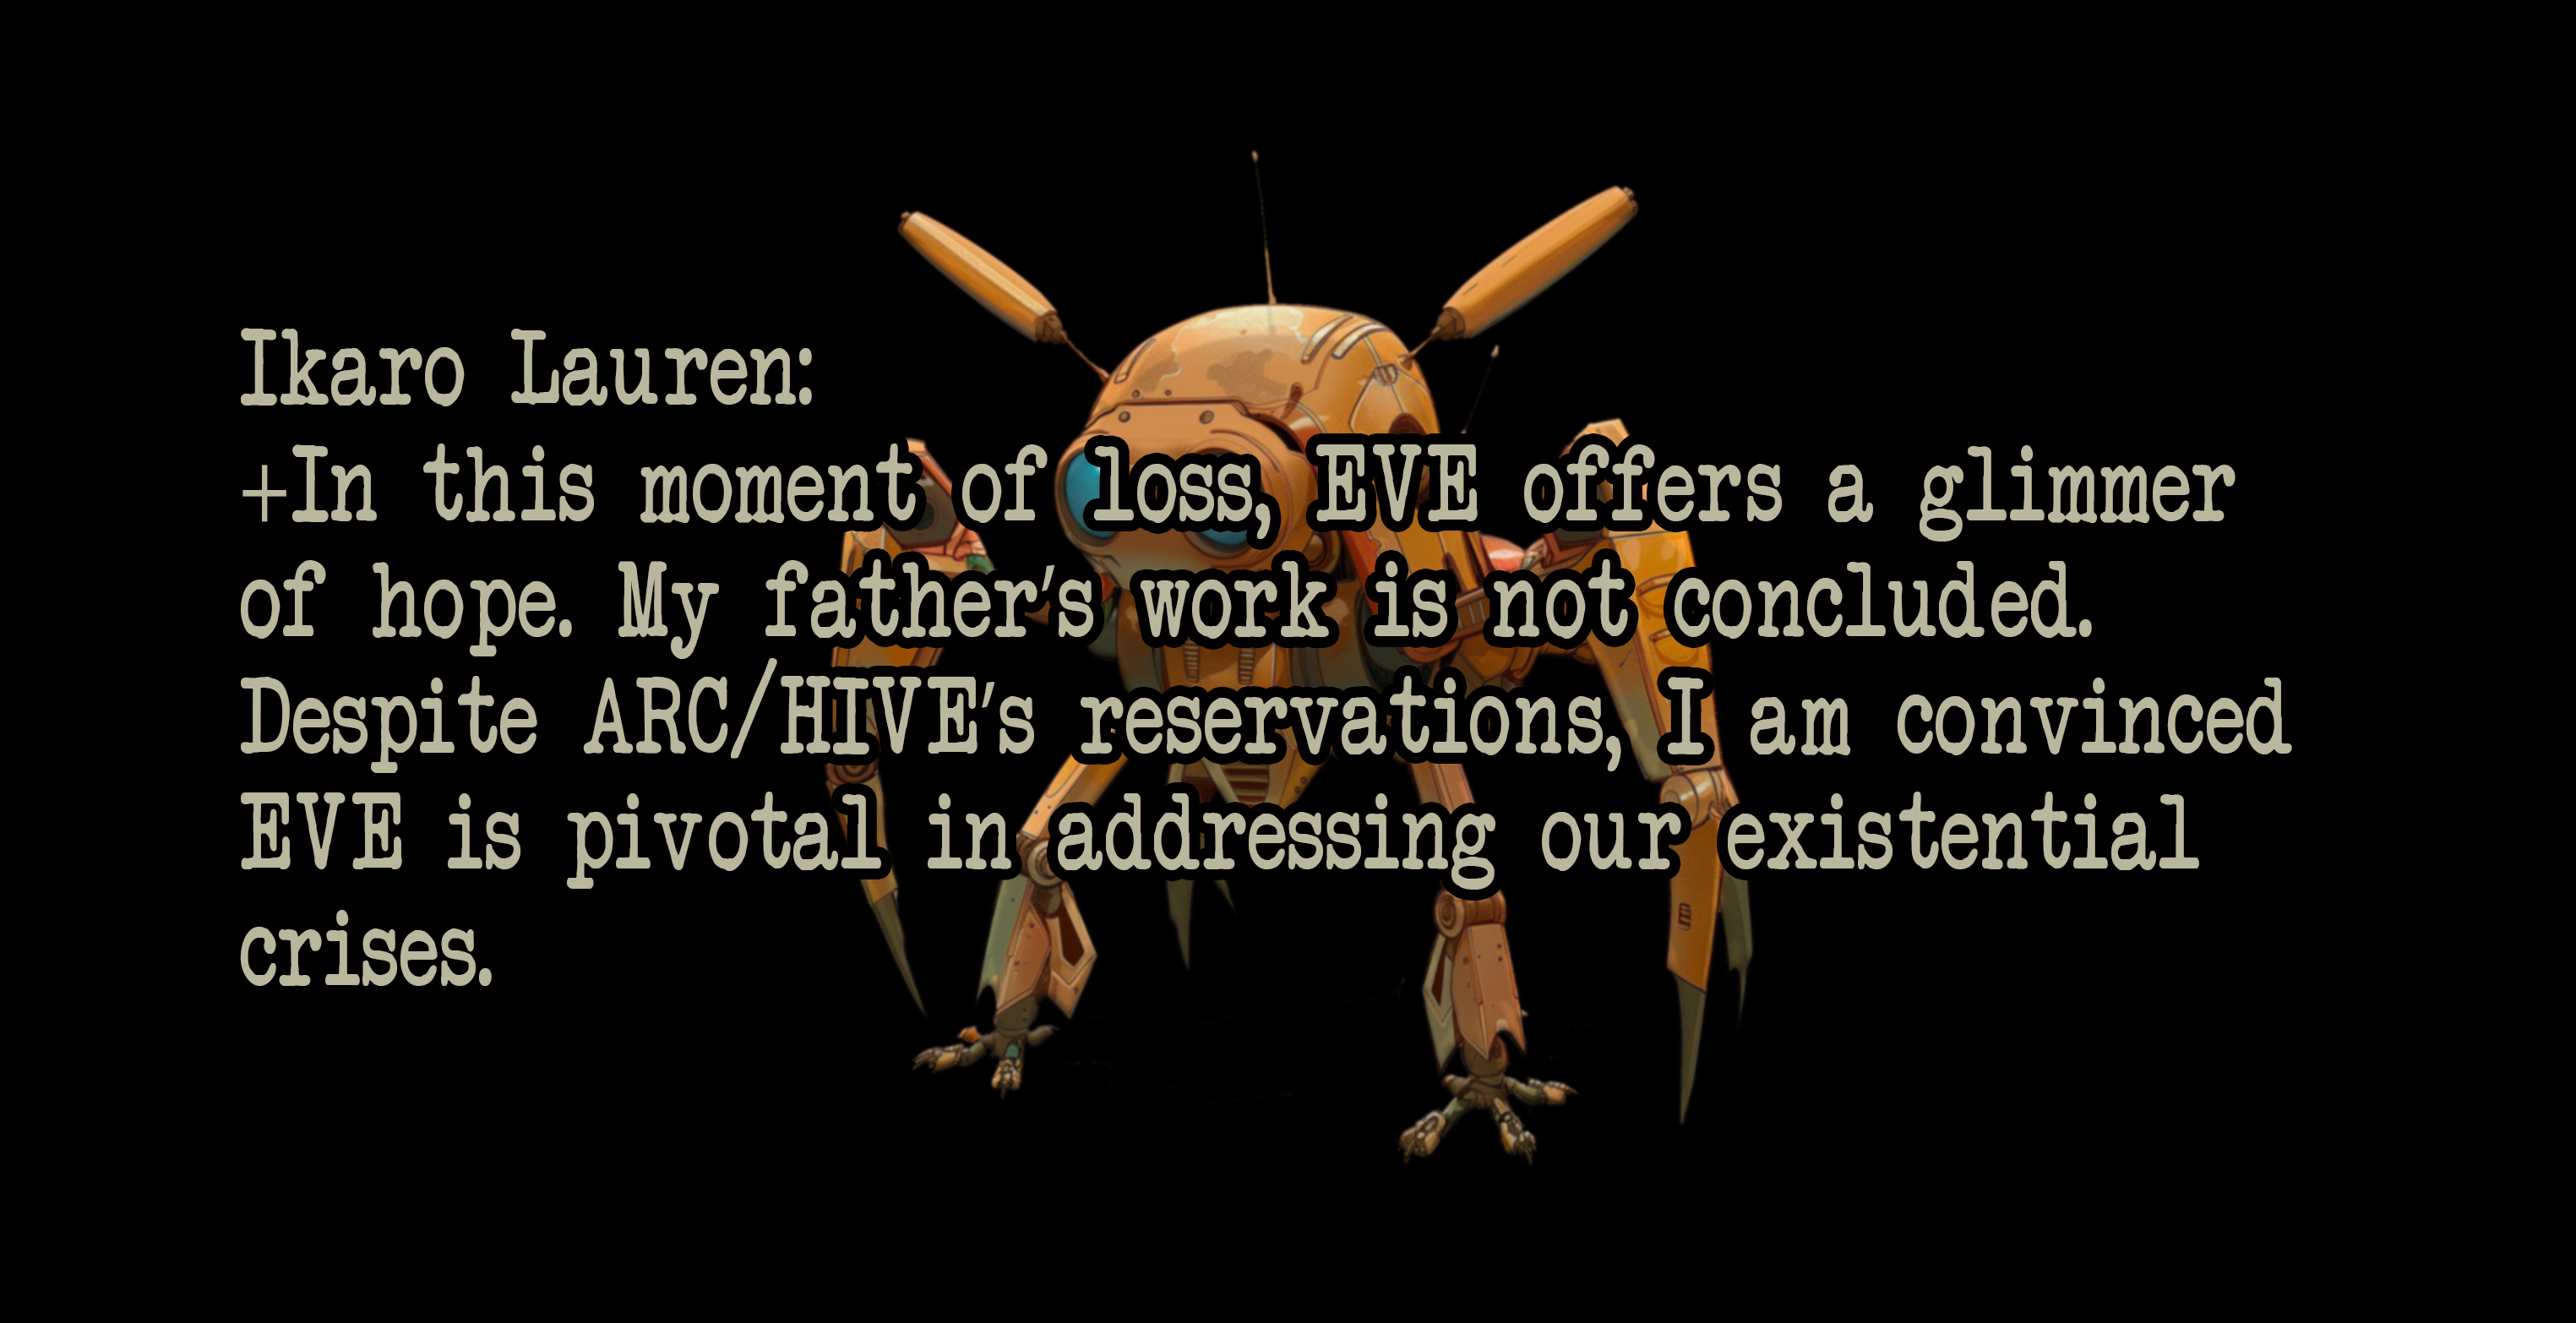 Ikaro Lauren:
+In this moment of loss, EVE offers a glimmer
of hope. My father's work is not concluded.
Despite ARC/HIVE's reservations, I am convinced
EVE is pivotal in addressing our existential
crises.